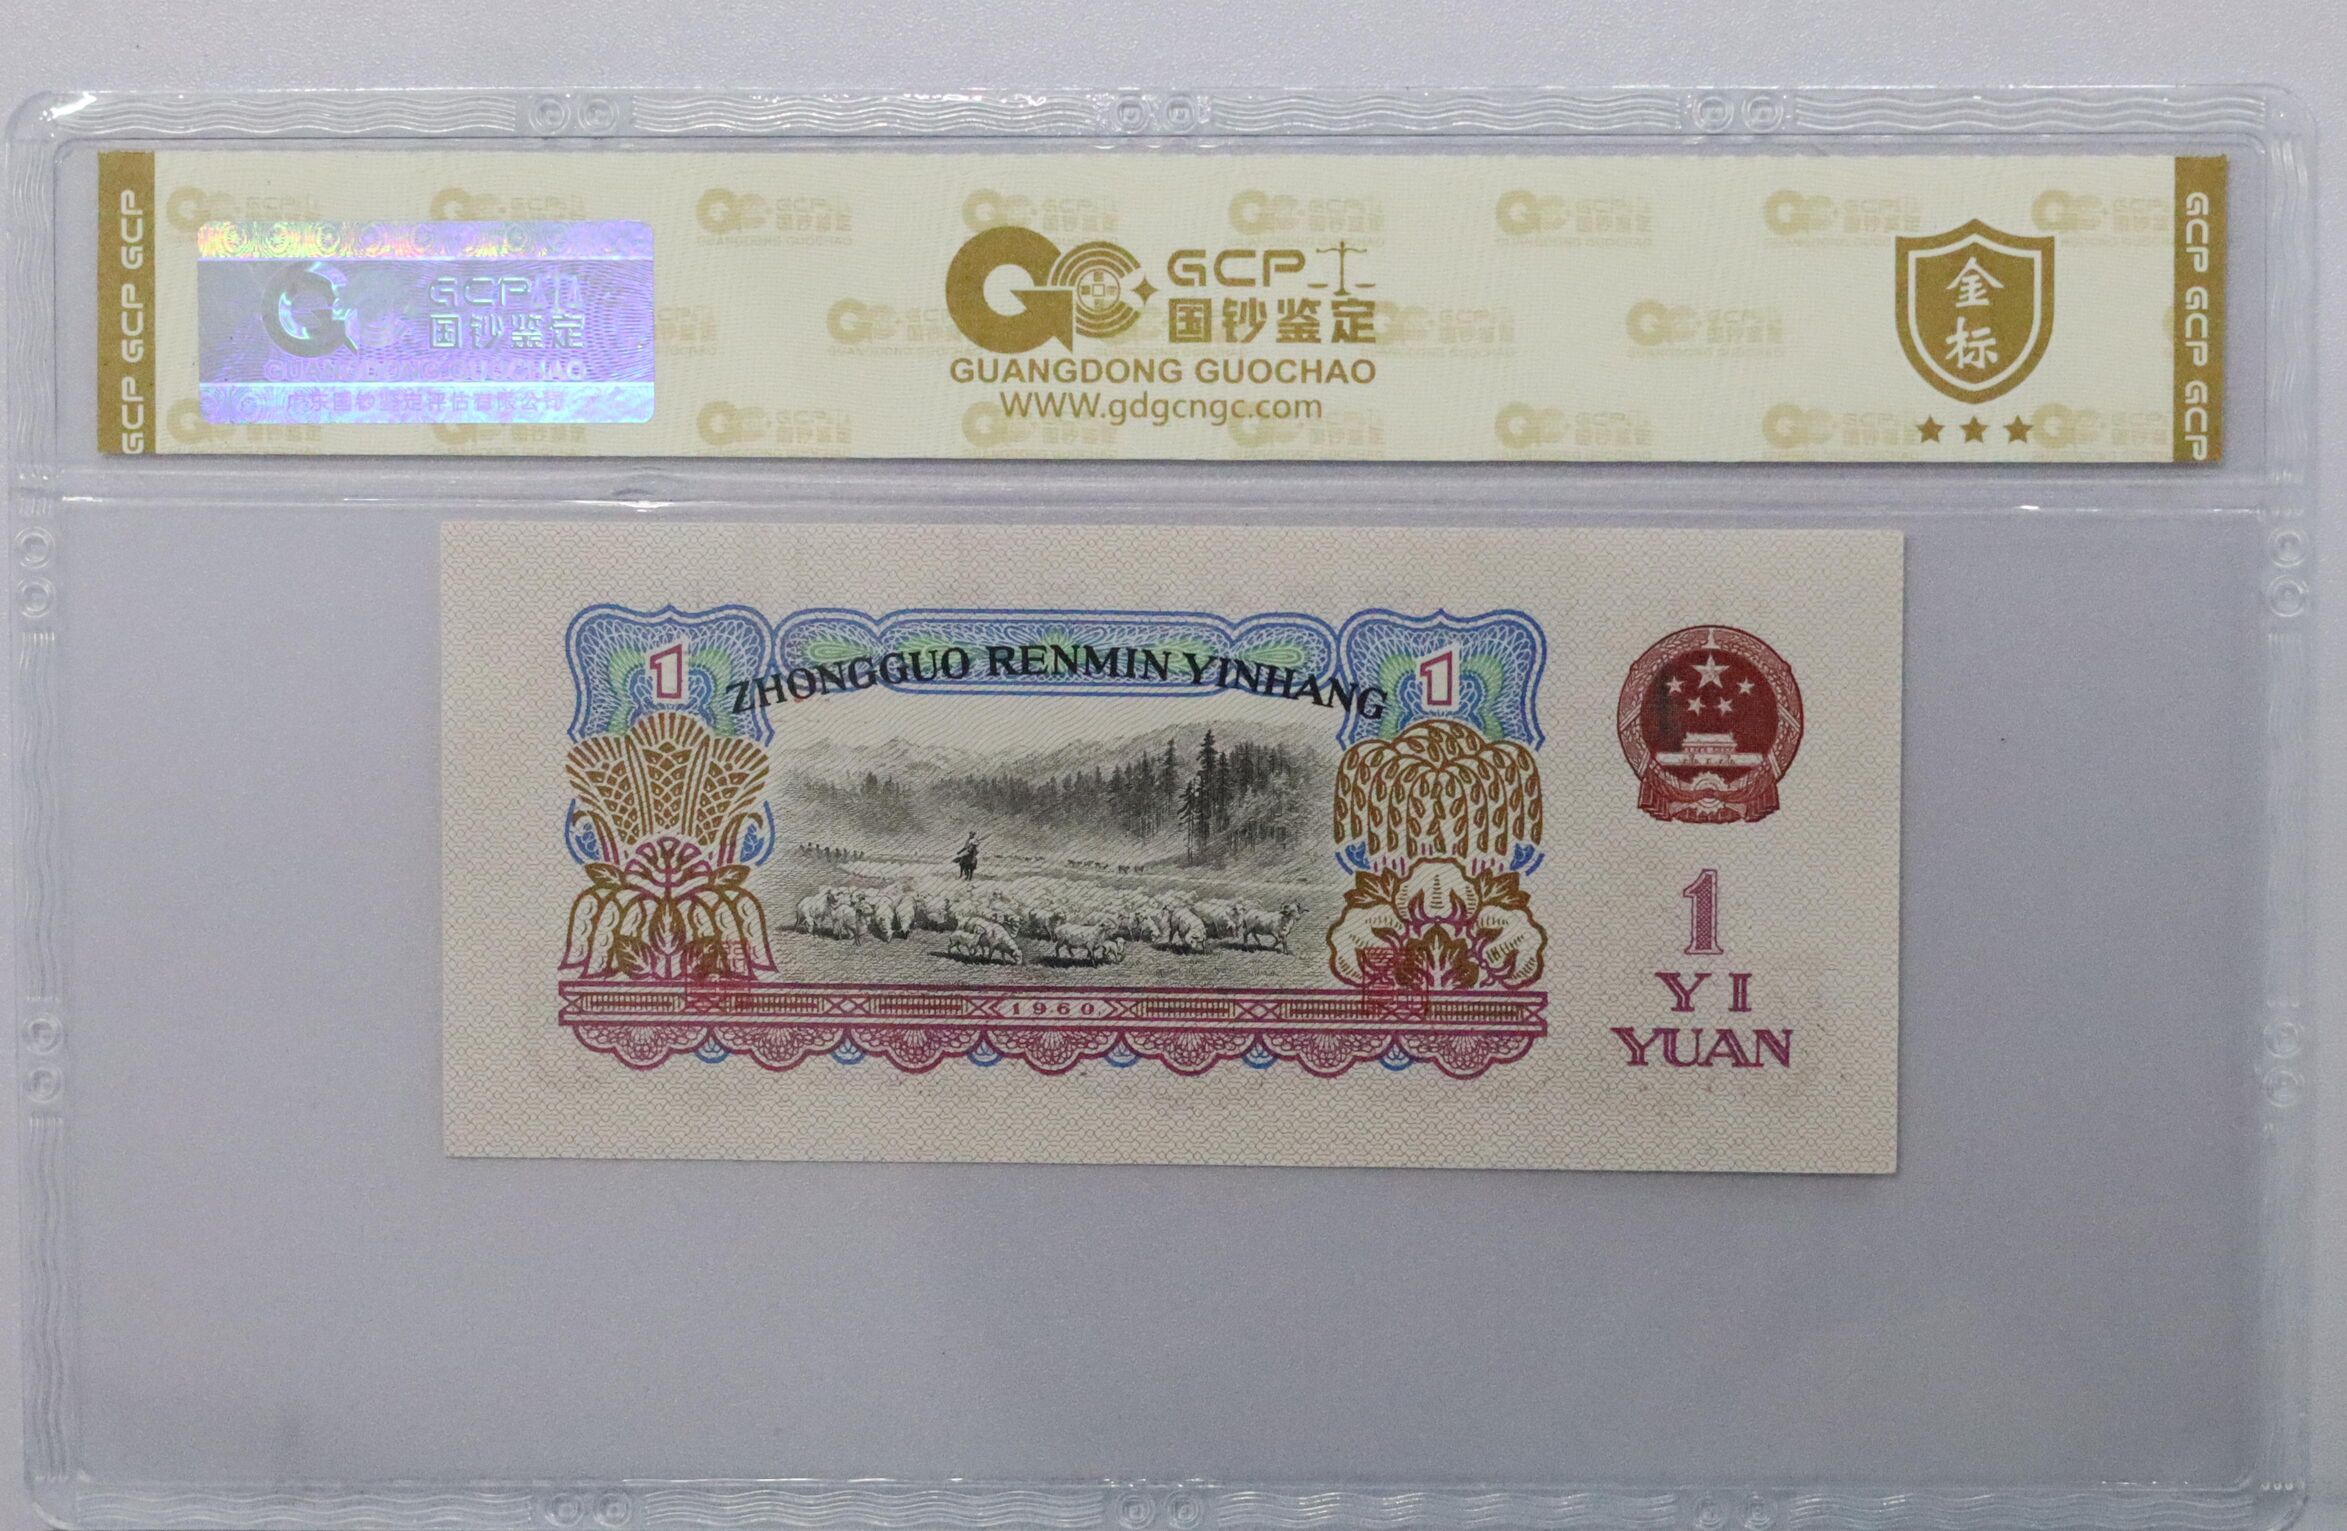 GCP GCP GCP
GCP
国钞鉴定
GUANGDONG GUOCHAO
广东国钞鉴定评估有限公司
GCP
国钞鉴定
GUANGDONG GUOCHAO
WWW.gdgcngc.com
金
标
GCP GCP GCP
1
ZHONGGUO RENMIN YINHANG
1
1960
1
YI
YUAN